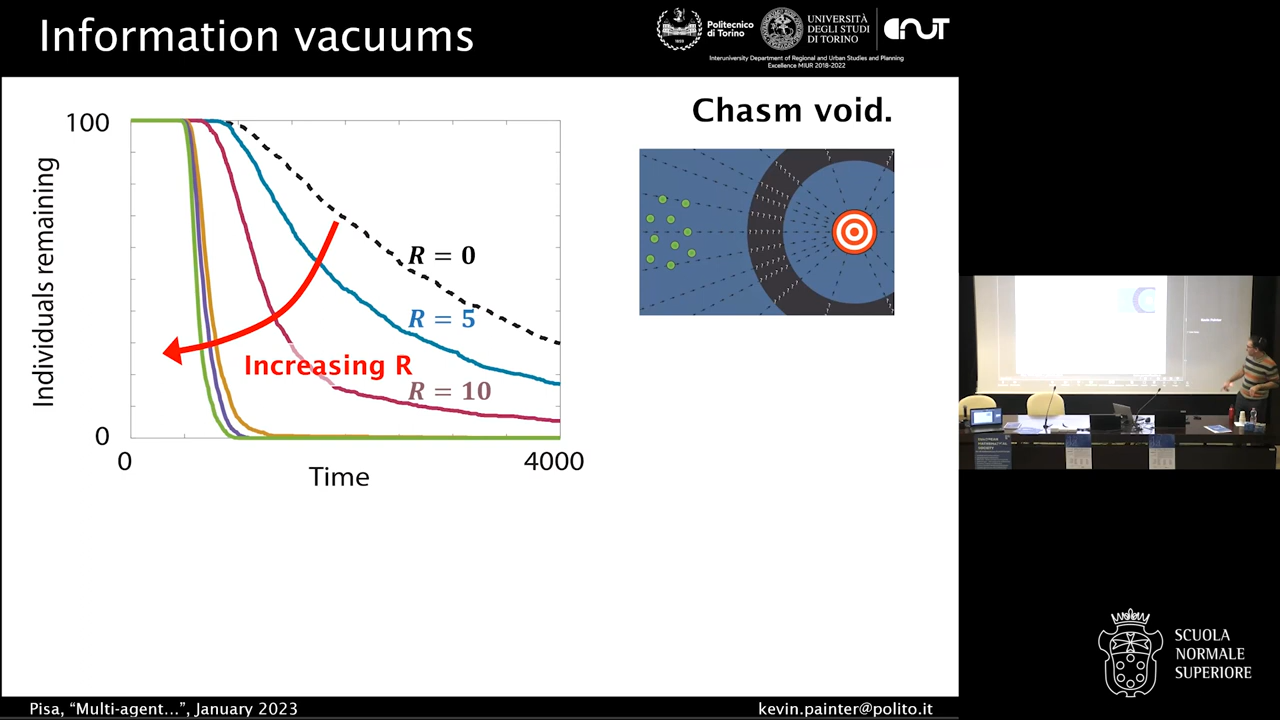 Information vacuums
Politecnico
di Torino
UNIVERSITÀ
DEGLI STUDI
DI TORINO
Interuniversity Department of Regional and Urban Studies and Planning
Excellence MIUR 2018-2022
Chasm void.
100
Individuals remaining
R = 0
R = 5
Increasing R
R = 10
0
0
4000
Time
SCUOLA
NORMALE
SUPERIORE
Pisa, “Multi-agent...”, January 2023
kevin.painter@polito.it